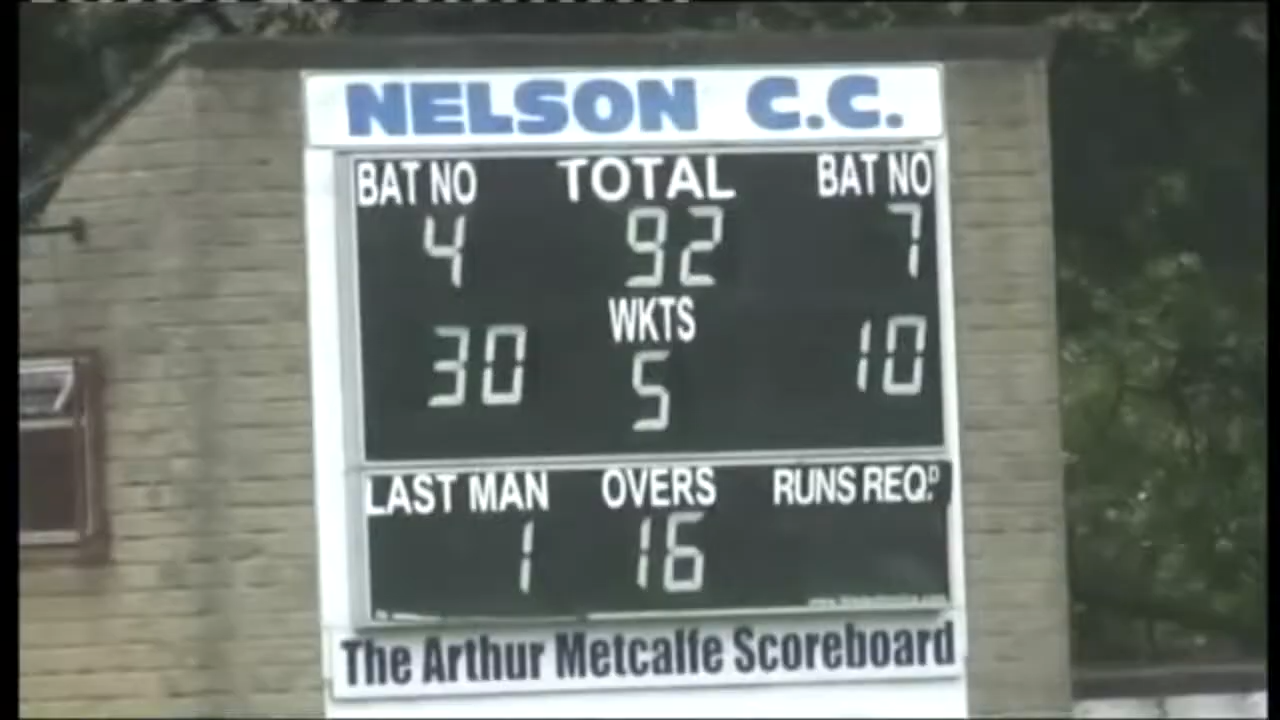 NELSON C.C.
BAT NO TOTAL BAT NO
4 92 7
WKTS
30 5 10
LAST MAN OVERS RUNS REQ.D
1 16
The Arthur Metcalfe Scoreboard